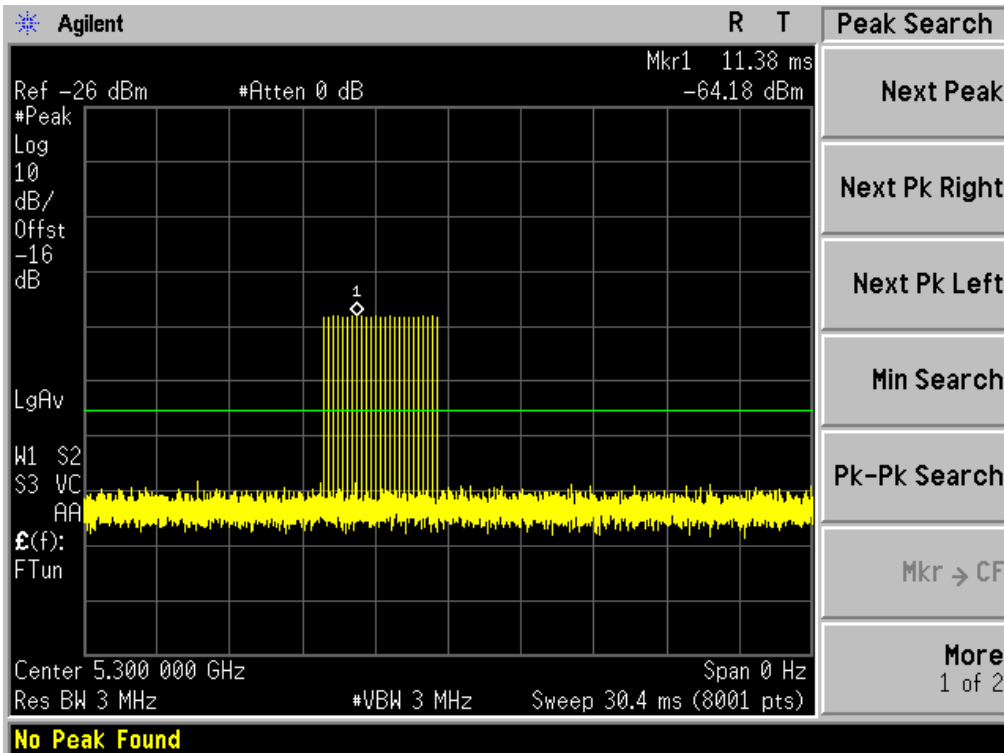 Agilent R T
Peak Search
Mkr1 11.38 ms
Ref -26 dBm #Atten 0 dB -64.18 dBm
#Peak
Log
10
dB/
Offst
-16
dB
1
LgAv
W1 S2
S3 VC
AA
£(f):
FTun
Center 5.300 000 GHz Span 0 Hz
Res BW 3 MHz #VBW 3 MHz Sweep 30.4 ms (8001 pts)
No Peak Found
Next Peak
Next Pk Right
Next Pk Left
Min Search
Pk-Pk Search
Mkr → CF
More
1 of 2